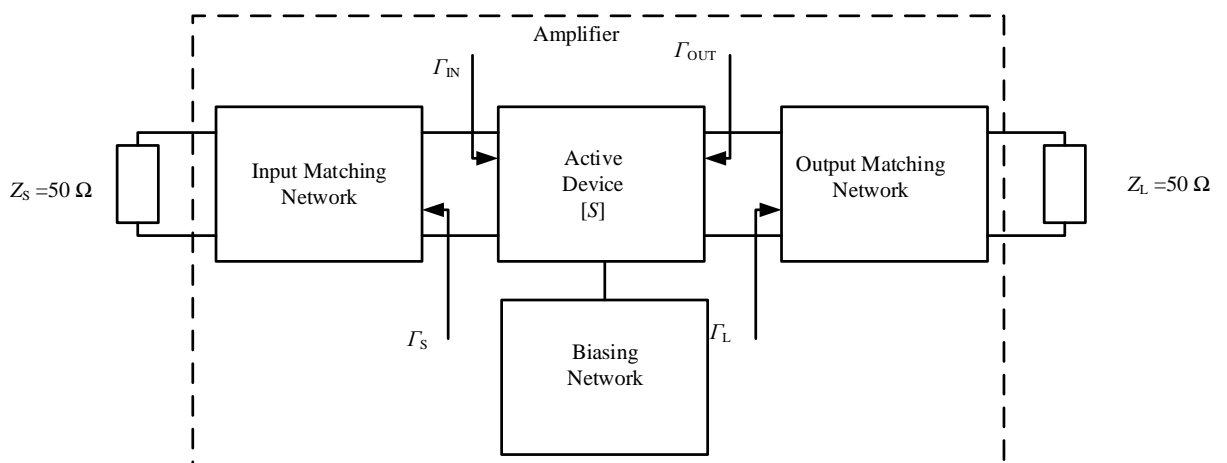 Amplifier
Γ_IN
Γ_OUT
Z_S =50 Ω
Input Matching
Network
Active
Device
[S]
Output Matching
Network
Z_L =50 Ω
Γ_S
Γ_L
Biasing
Network